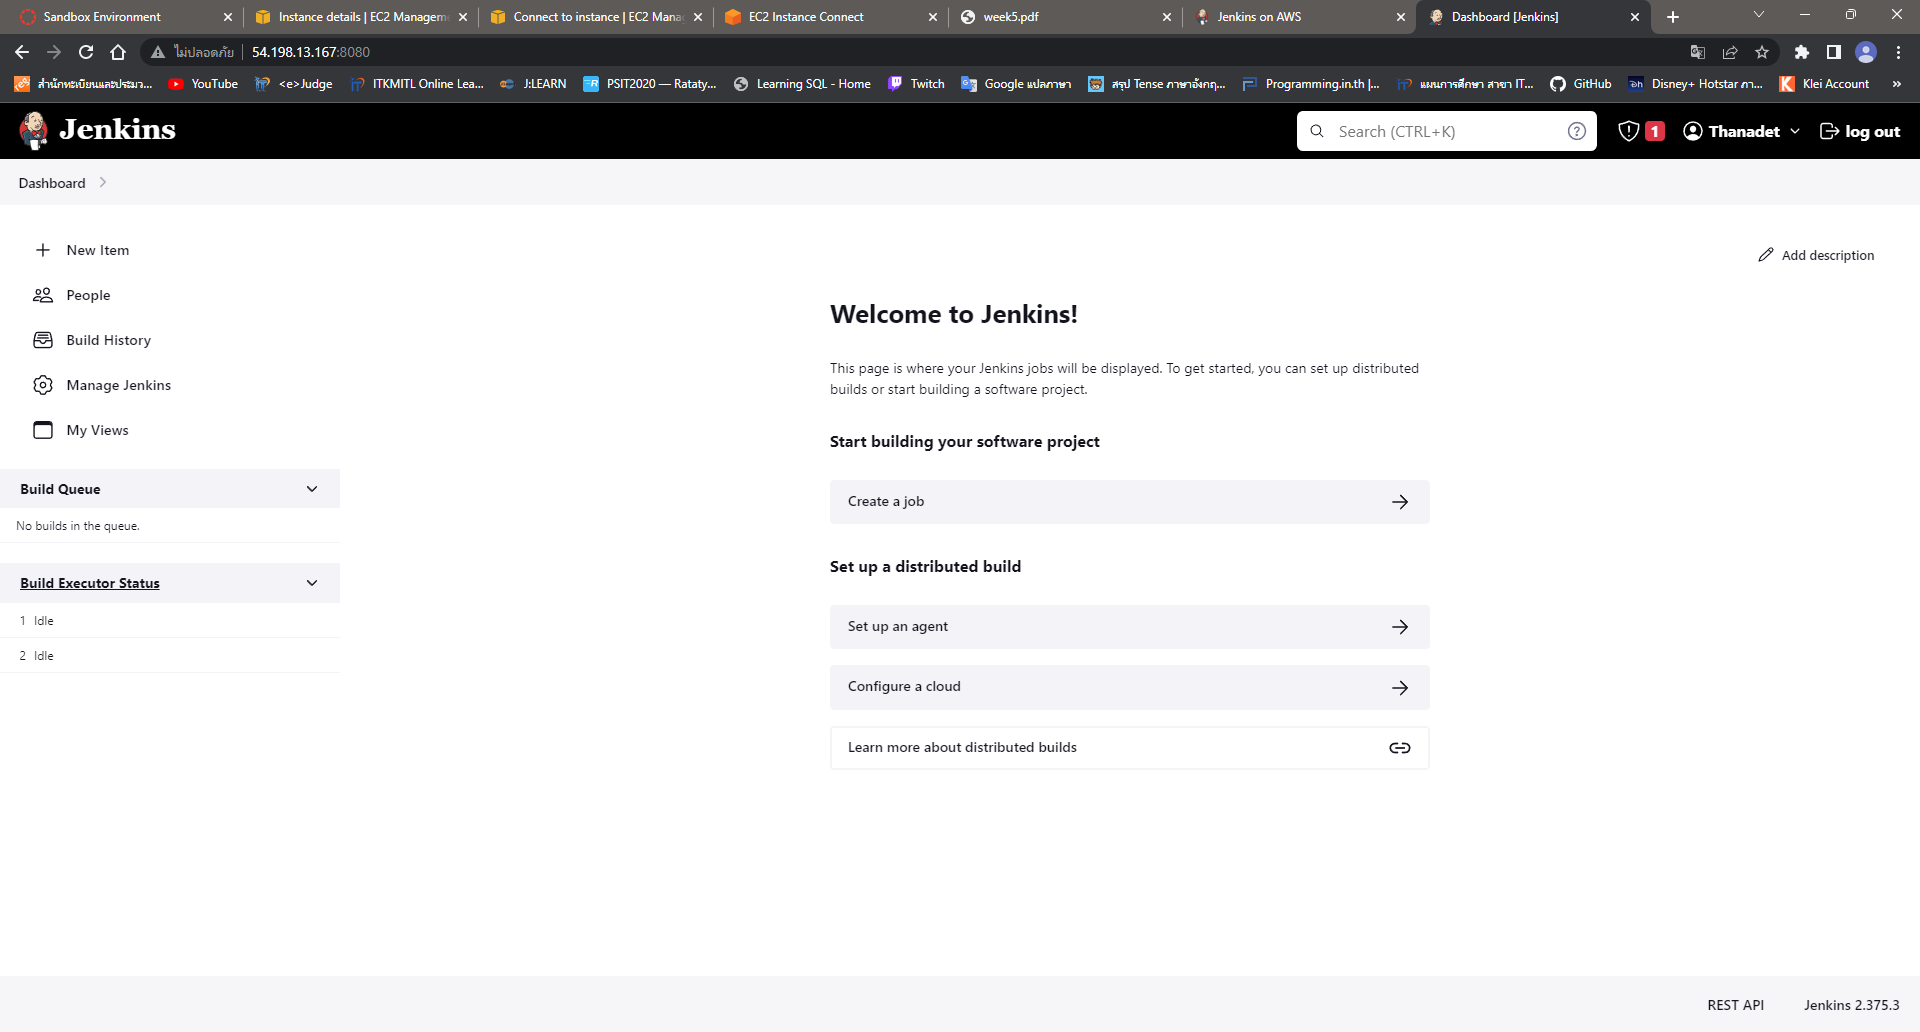 Sandbox Environment
Instance details | EC2 Managem
Connect to instance | EC2 Mana
EC2 Instance Connect
week5.pdf
Jenkins on AWS
Dashboard [Jenkins]
ไม่ปลอดภัย
54.198.13.167:8080
สำนักทะเบียนและประมว...
YouTube
<e>Judge
ITKMITL Online Lea...
J:LEARN
PSIT2020 — Rataty...
Learning SQL - Home
Twitch
Google แปลภาษา
สรุป Tense ภาษาอังกฤ...
Programming.in.th |...
แผนการศึกษา สาขา IT...
GitHub
Disney+ Hotstar ภา...
Klei Account
»
Jenkins
Search (CTRL+K)
1
Thanadet
log out
Dashboard
New Item
People
Build History
Manage Jenkins
My Views
Build Queue
No builds in the queue.
Build Executor Status
1 Idle
2 Idle
Add description
Welcome to Jenkins!
This page is where your Jenkins jobs will be displayed. To get started, you can set up distributed
builds or start building a software project.
Start building your software project
Create a job
Set up a distributed build
Set up an agent
Configure a cloud
Learn more about distributed builds
REST API
Jenkins 2.375.3